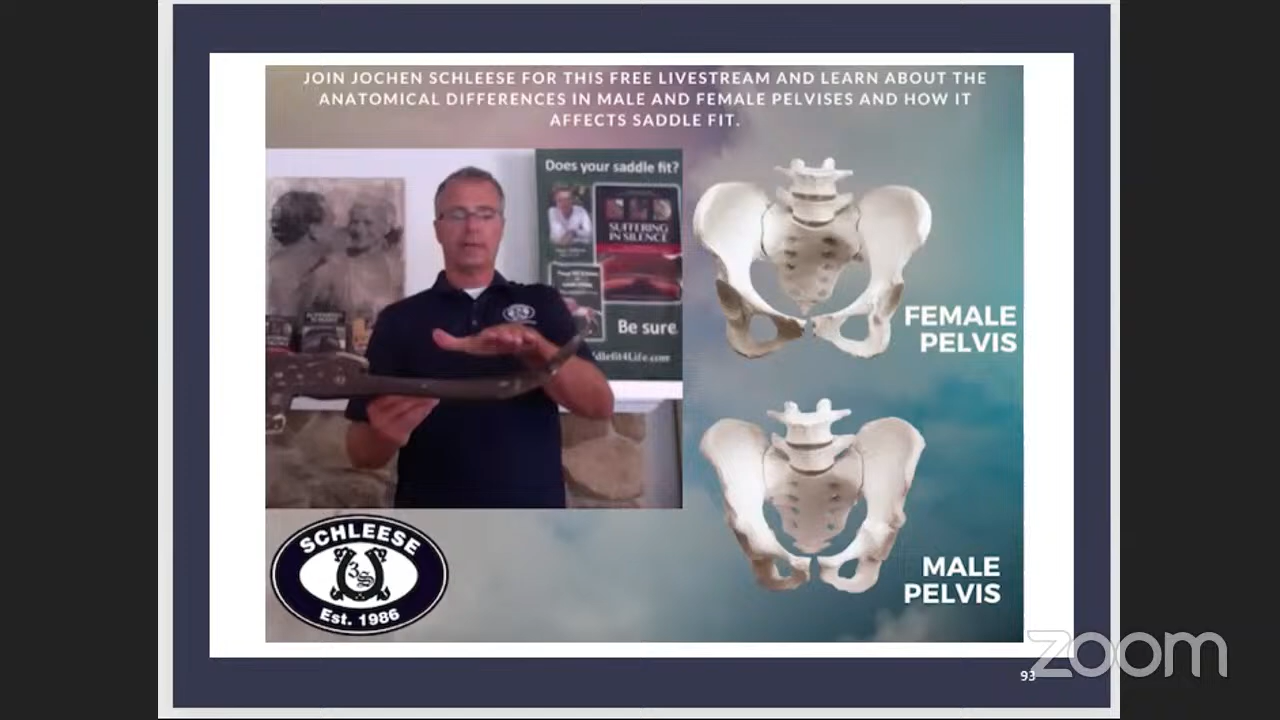 JOIN JOCHEN SCHLEESE FOR THIS FREE LIVESTREAM AND LEARN ABOUT THE
ANATOMICAL DIFFERENCES IN MALE AND FEMALE PELVISES AND HOW IT
AFFECTS SADDLE FIT.
Does your saddle fit?
SUFFERING
IN SILENCE
Be sure
dlefit4Life.com
FEMALE
PELVIS
MALE
PELVIS
SCHLEESE
3S
Est. 1986
zoom
93